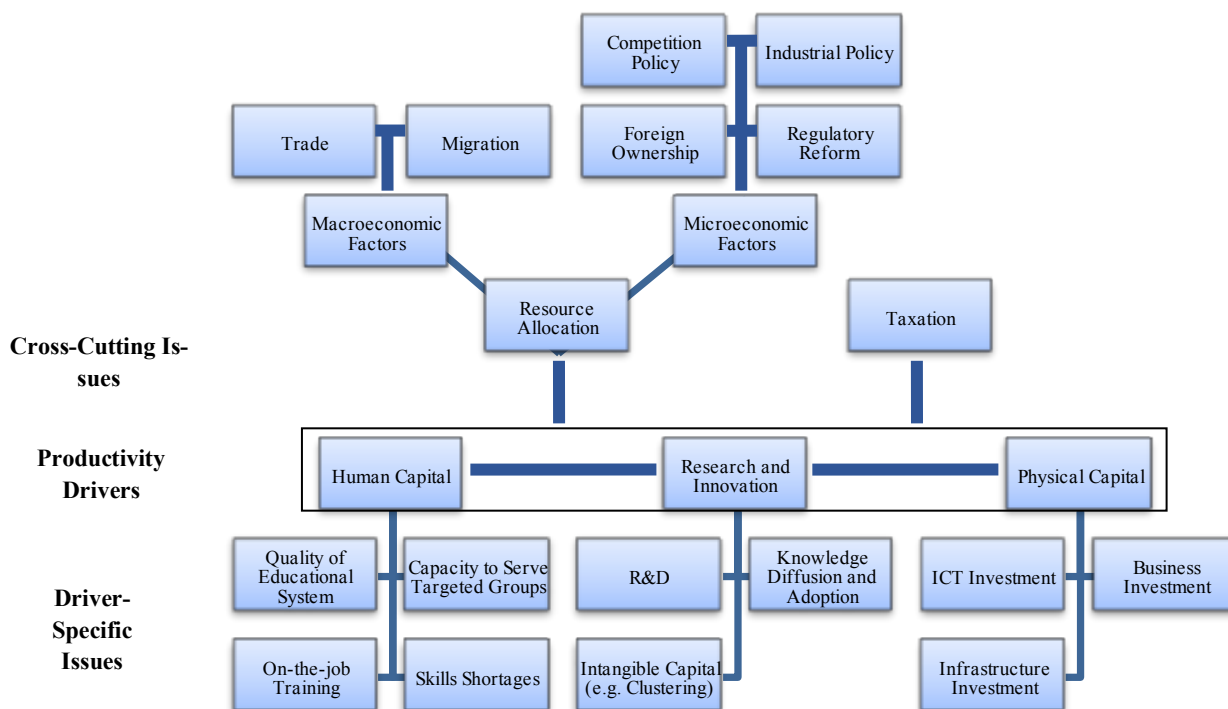 Competition
Policy
Industrial Policy
Trade
Migration
Foreign
Ownership
Regulatory
Reform
Macroeconomic
Factors
Microeconomic
Factors
Resource
Allocation
Taxation
Cross-Cutting Is-
sues
Productivity
Drivers
Human Capital
Research and
Innovation
Physical Capital
Driver-
Specific
Issues
Quality of
Educational
System
Capacity to Serve
Targeted Groups
R&D
Knowledge
Diffusion and
Adoption
ICT Investment
Business
Investment
On-the-job
Training
Skills Shortages
Intangible Capital
(e.g. Clustering)
Infrastructure
Investment